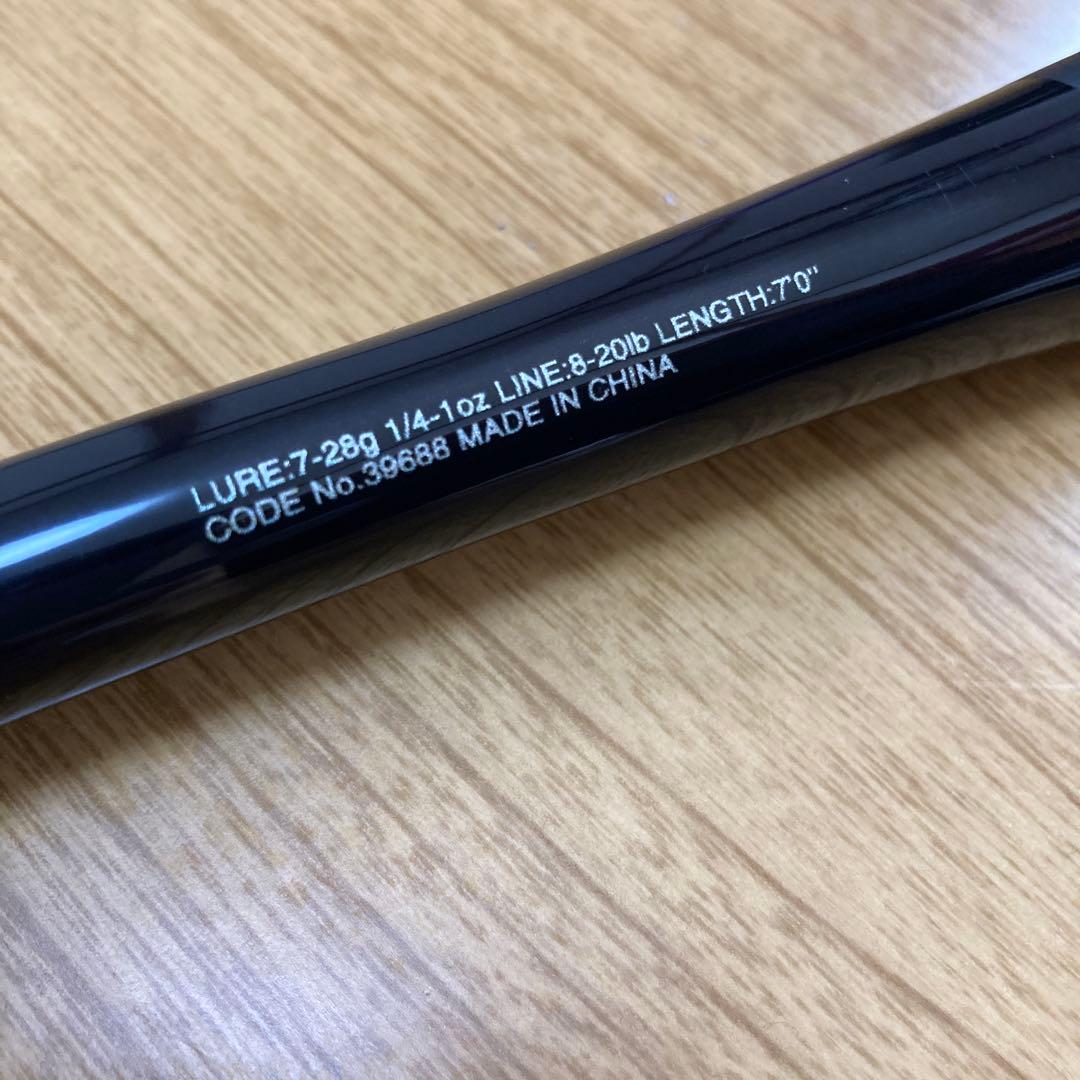 LURE:7-28g 1/4-1oz LINE:8-20lb LENGTH:7'0"
CODE No.39688 MADE IN CHINA